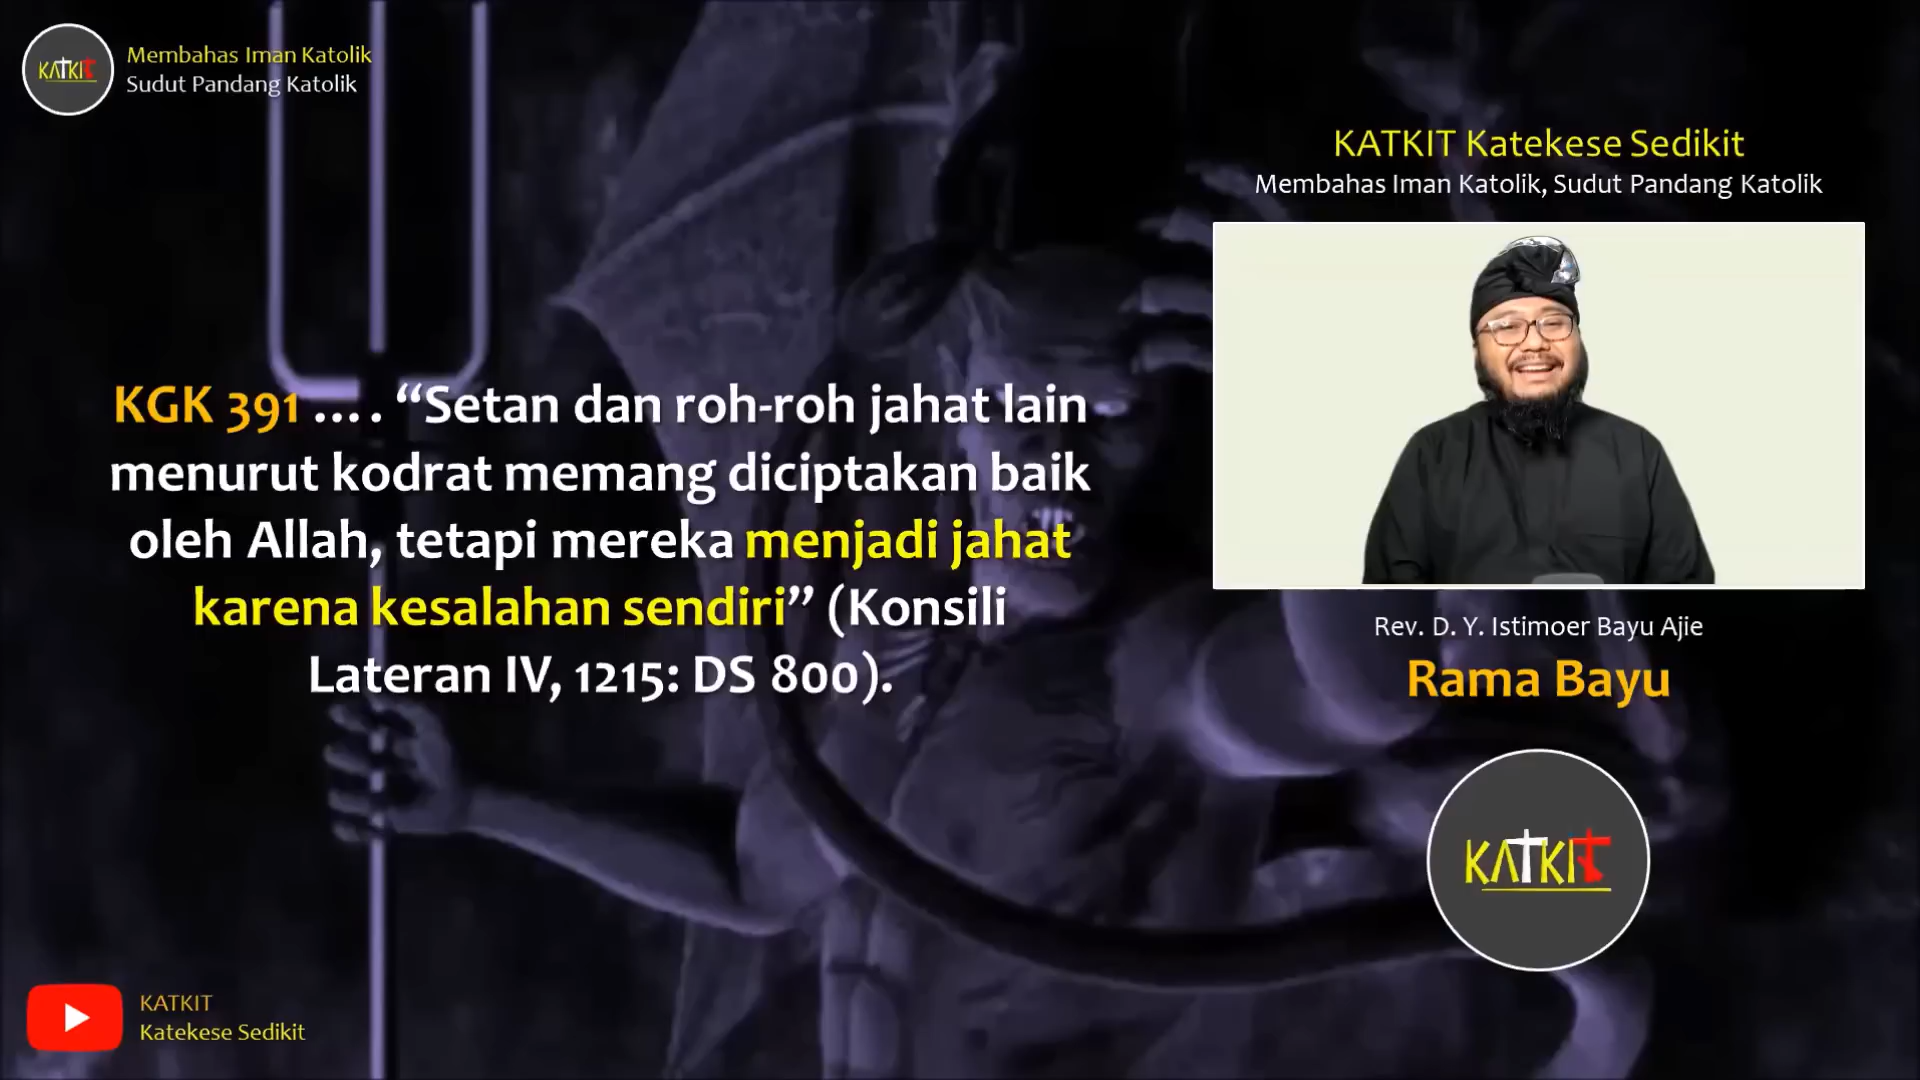 KATKIT
Membahas Iman Katolik
Sudut Pandang Katolik
KGK 391 .... “Setan dan roh-roh jahat lain
menurut kodrat memang diciptakan baik
oleh Allah, tetapi mereka menjadi jahat
karena kesalahan sendiri” (Konsili
Lateran IV, 1215: DS 800).
KATKIT Katekese Sedikit
Membahas Iman Katolik, Sudut Pandang Katolik
Rev. D. Y. Istimoer Bayu Ajie
Rama Bayu
KATKIT
KATKIT
Katekese Sedikit